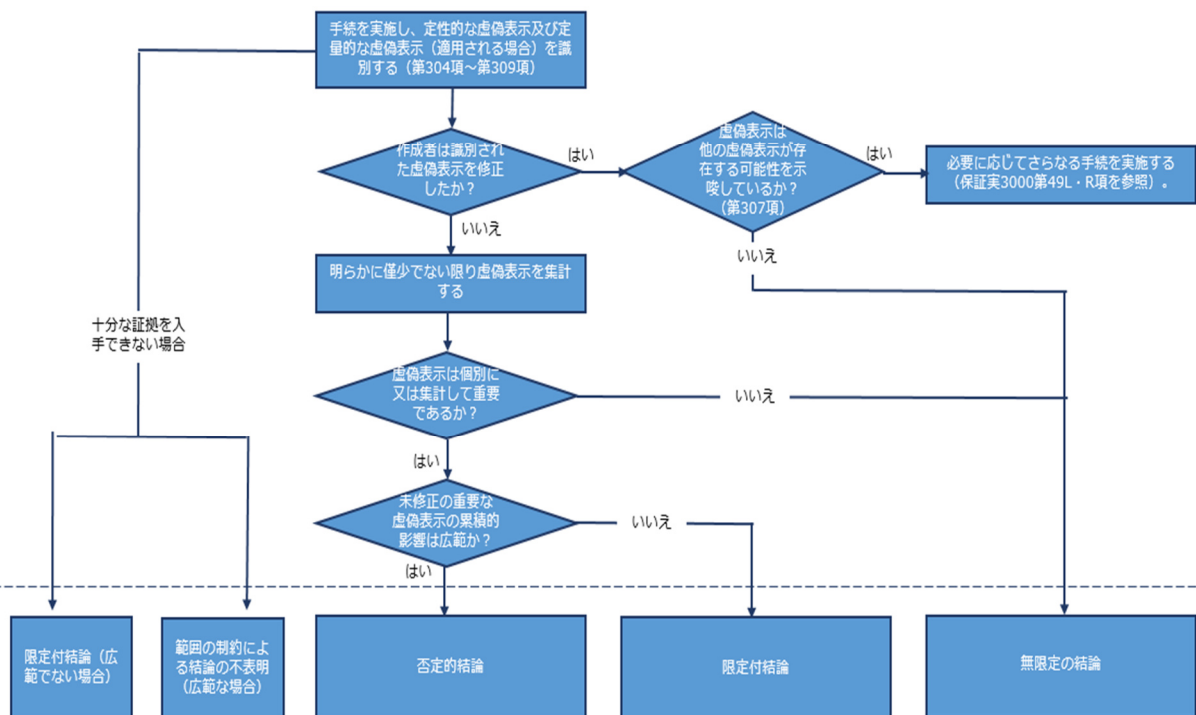 手続を実施し、定性的な虚偽表示及び定
量的な虚偽表示（適用される場合）を識
別する（第304項～第309項）
作成者は識別され
た虚偽表示を修正
したか？
はい
虚偽表示は
他の虚偽表示が存
在する可能性を示
唆しているか？
（第307項）
はい
必要に応じてさらなる手続を実施する
（保証実3000第49L・R項を参照）。
いいえ
いいえ
明らかに僅少でない限り虚偽表示を集計
する
十分な証拠を入
手できない場合
虚偽表示は個別に
又は集計して重要
であるか？
いいえ
はい
未修正の重要な
虚偽表示の累積的
影響は広範か？
いいえ
はい
限定付結論（広
範でない場合）
範囲の制約によ
る結論の不表明
（広範な場合）
否定的結論
限定付結論
無限定の結論